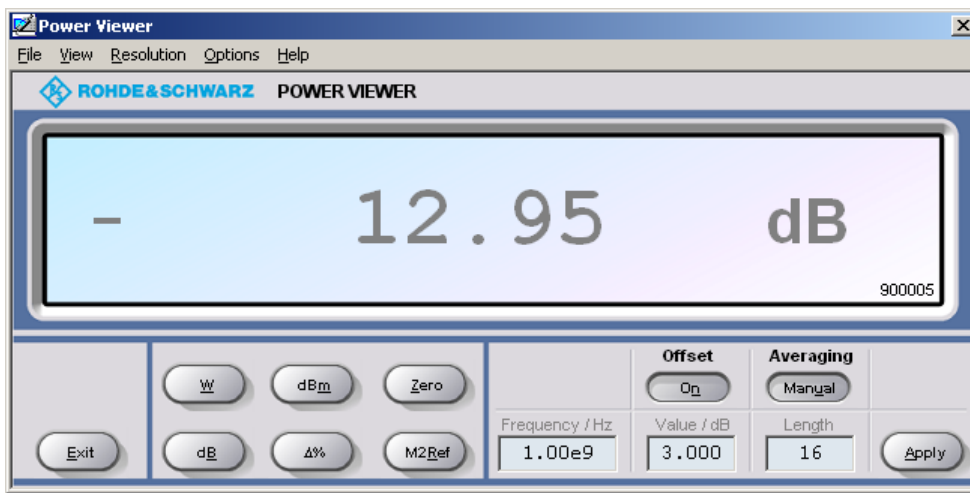 Power Viewer
File View Resolution Options Help
ROHDE&SCHWARZ POWER VIEWER
- 12.95 dB
900005
Offset Averaging
W dBm Zero On Manual
Frequency / Hz Value / dB Length
Exit dB Δ% M2Ref 1.00e9 3.000 16 Apply